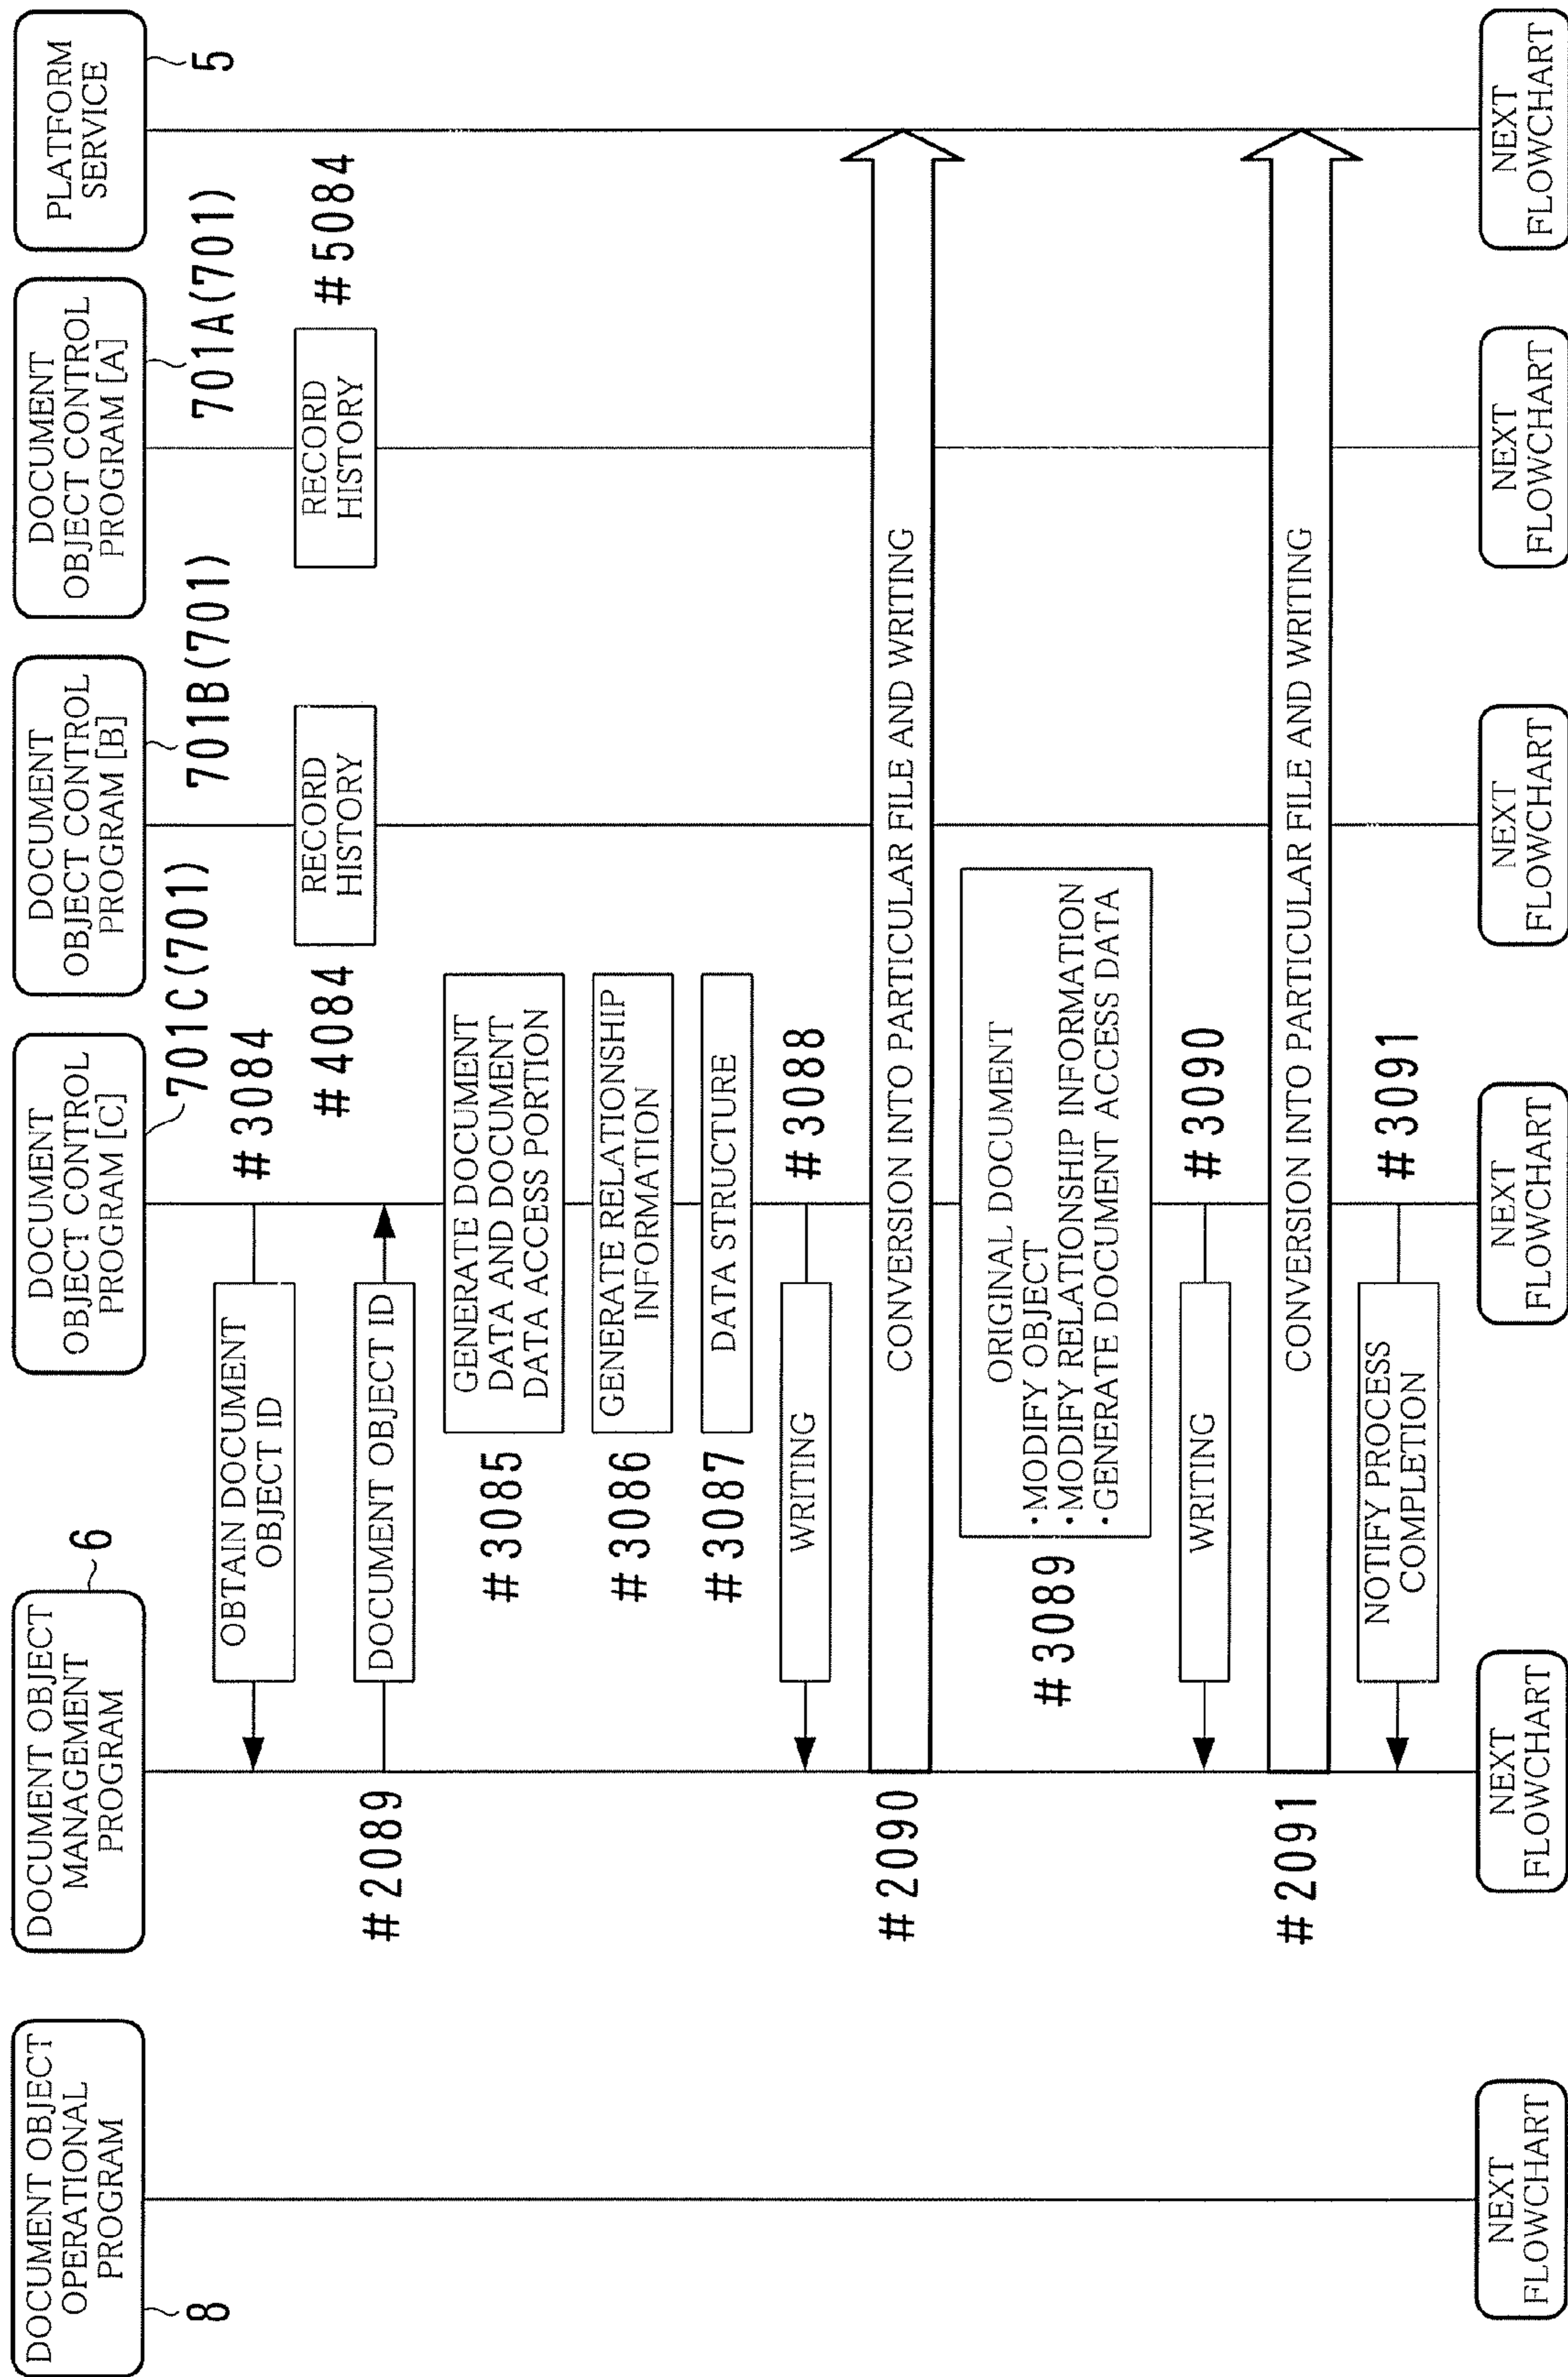 DOCUMENT OBJECT
OPERATIONAL
PROGRAM
8
DOCUMENT OBJECT
MANAGEMENT
PROGRAM
6
DOCUMENT
OBJECT CONTROL
PROGRAM [C]
701C(701)
DOCUMENT
OBJECT CONTROL
PROGRAM [B]
701B(701)
DOCUMENT
OBJECT CONTROL
PROGRAM [A]
701A(701)
PLATFORM
SERVICE
5
OBTAIN DOCUMENT
OBJECT ID
#3084
#2089
DOCUMENT OBJECT ID
#4084
RECORD
HISTORY
RECORD
HISTORY
#5084
#3085
GENERATE DOCUMENT
DATA AND DOCUMENT
DATA ACCESS PORTION
#3086
GENERATE RELATIONSHIP
INFORMATION
#3087
DATA STRUCTURE
WRITING
#3088
#2090
CONVERSION INTO PARTICULAR FILE AND WRITING
#3089
ORIGINAL DOCUMENT
·MODIFY OBJECT
·MODIFY RELATIONSHIP INFORMATION
·GENERATE DOCUMENT ACCESS DATA
WRITING
#3090
#2091
CONVERSION INTO PARTICULAR FILE AND WRITING
NOTIFY PROCESS
COMPLETION
#3091
NEXT
FLOWCHART
NEXT
FLOWCHART
NEXT
FLOWCHART
NEXT
FLOWCHART
NEXT
FLOWCHART
NEXT
FLOWCHART